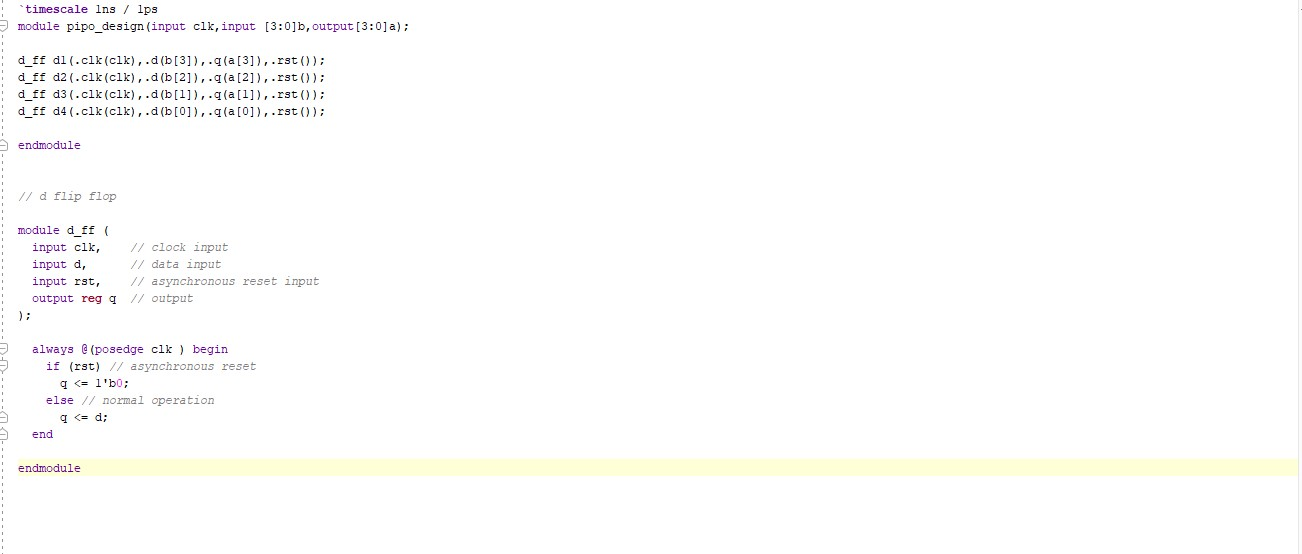 `timescale 1ns / 1ps
module pipo_design(input clk,input [3:0]b,output[3:0]a);
d_ff d1(.clk(clk),.d(b[3]),.q(a[3]),.rst());
d_ff d2(.clk(clk),.d(b[2]),.q(a[2]),.rst());
d_ff d3(.clk(clk),.d(b[1]),.q(a[1]),.rst());
d_ff d4(.clk(clk),.d(b[0]),.q(a[0]),.rst());
endmodule
// d flip flop
module d_ff (
input clk,    // clock input
input d,      // data input
input rst,    // asynchronous reset input
output reg q  // output
);
always @(posedge clk ) begin
if (rst) // asynchronous reset
q <= 1'b0;
else // normal operation
q <= d;
end
endmodule